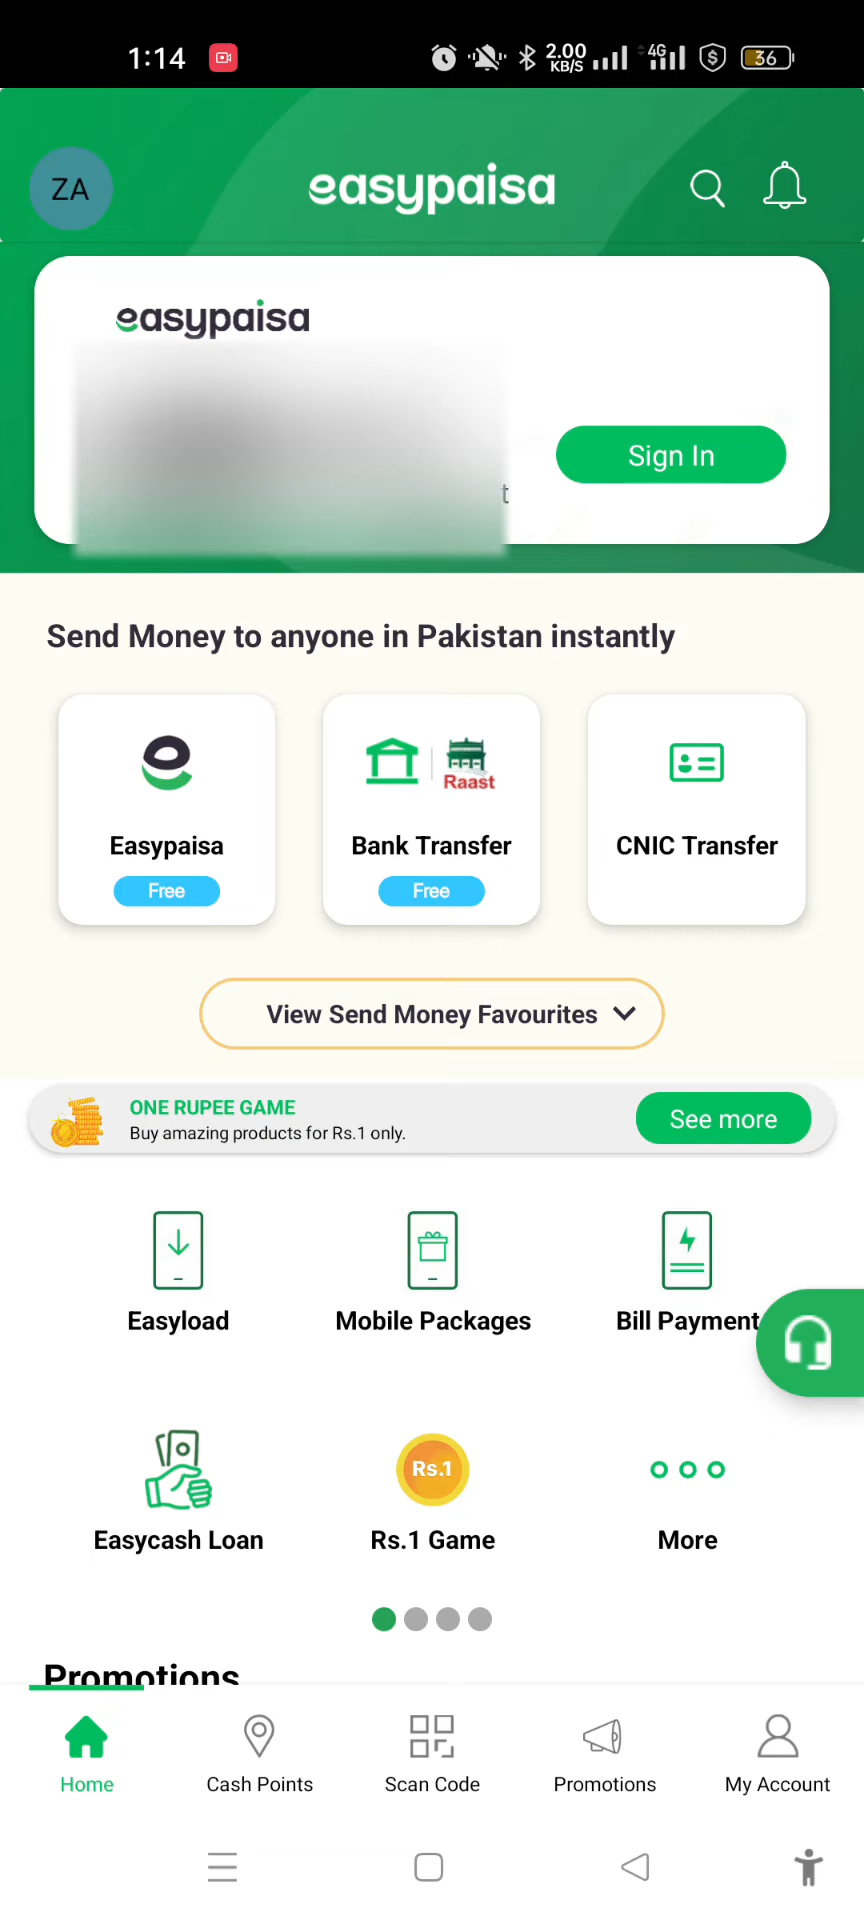 1:14
2.00
KB/S
4G
36
ZA
easypaisa
easypaisa
t
Sign In
Send Money to anyone in Pakistan instantly
Raast
Easypaisa
Bank Transfer
CNIC Transfer
Free
Free
View Send Money Favourites
ONE RUPEE GAME
Buy amazing products for Rs.1 only.
See more
Easyload
Mobile Packages
Bill Payment
Rs.1
Easycash Loan
Rs.1 Game
More
Promotions
Home
Cash Points
Scan Code
Promotions
My Account